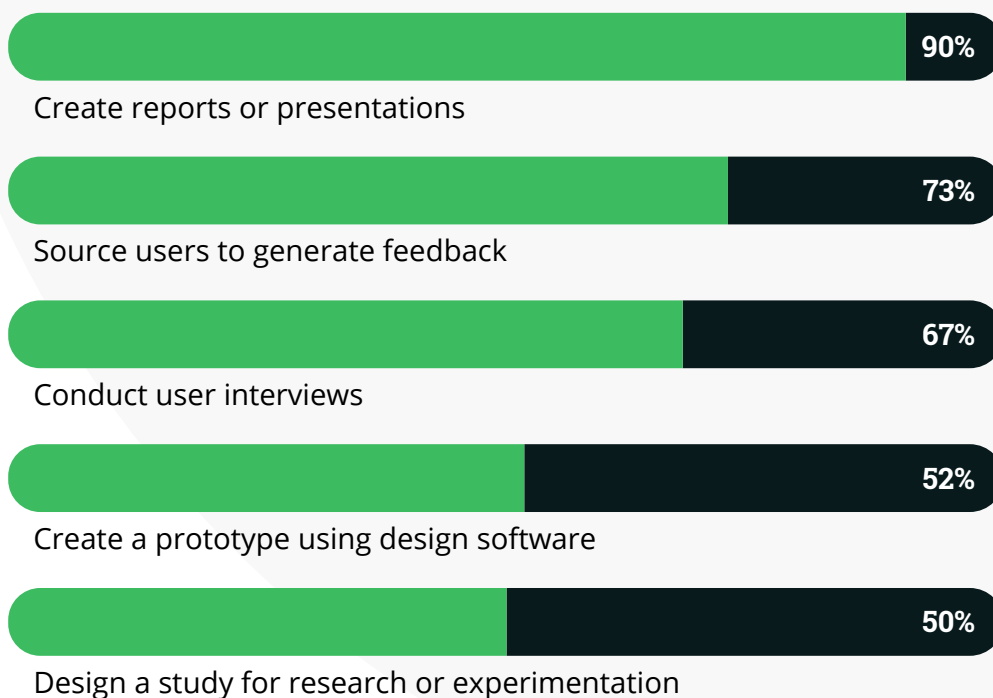 90%
Create reports or presentations
73%
Source users to generate feedback
67%
Conduct user interviews
52%
Create a prototype using design software
50%
Design a study for research or experimentation